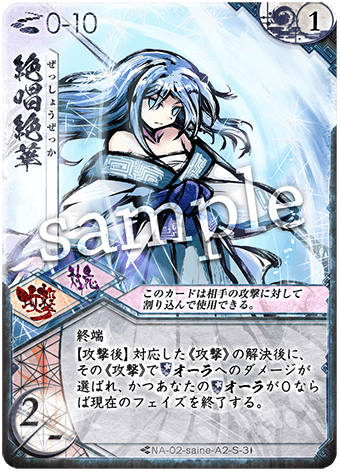 0-10
1
絶唱絶華
ぜっしょうぜっか
sample
攻撃
対応
このカードは相手の攻撃に対して
割り込んで使用できる。
終端
【攻撃後】対応した《攻撃》の解決後に、
その《攻撃》でオーラへのダメージが
選ばれ、かつあなたのオーラが0なら
ば現在のフェイズを終了する。
2
-
NA-02-saine-A2-S-3